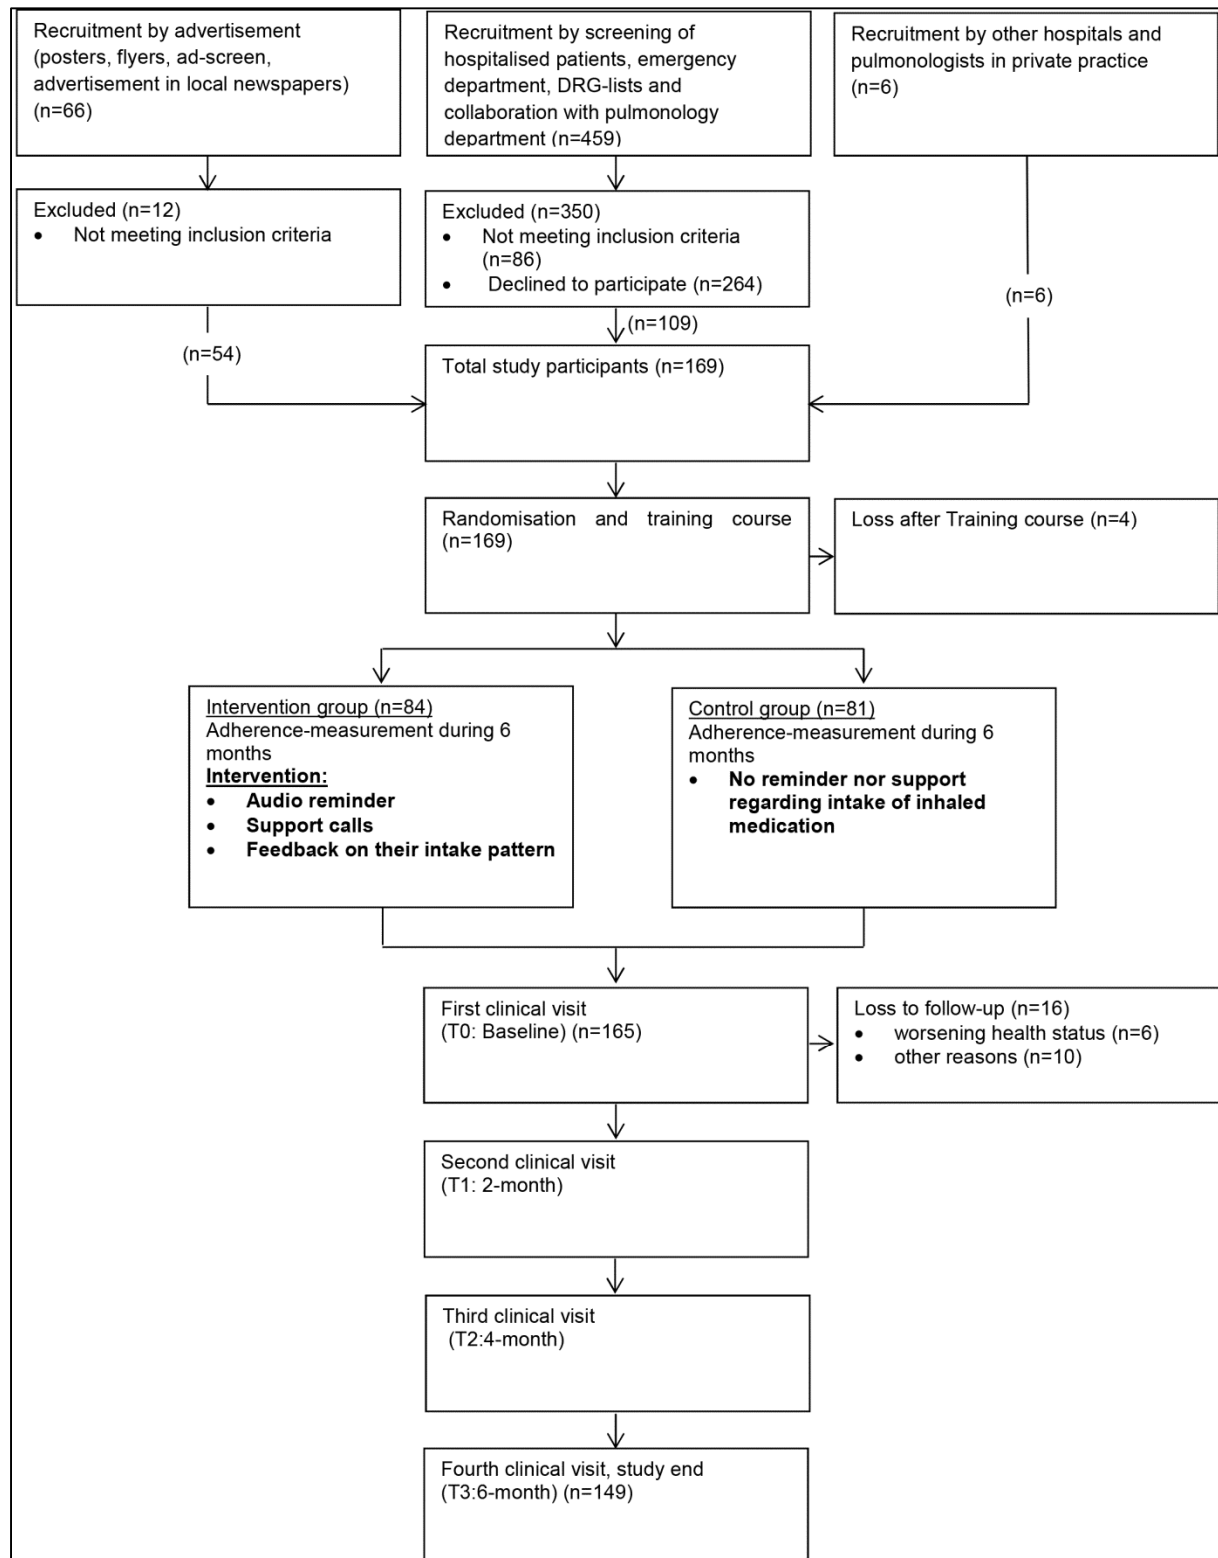 Recruitment by advertisement
(posters, flyers, ad-screen,
advertisement in local newspapers)
(n=66)
Recruitment by screening of
hospitalised patients, emergency
department, DRG-lists and
collaboration with pulmonology
department (n=459)
Recruitment by other hospitals and
pulmonologists in private practice
(n=6)
Excluded (n=12)
• Not meeting inclusion criteria
Excluded (n=350)
• Not meeting inclusion criteria
(n=86)
• Declined to participate (n=264)
(n=6)
(n=109)
(n=54)
Total study participants (n=169)
Randomisation and training course
(n=169)
Loss after Training course (n=4)
Intervention group (n=84)
Adherence-measurement during 6
months
Intervention:
• Audio reminder
• Support calls
• Feedback on their intake pattern
Control group (n=81)
Adherence-measurement during 6
months
• No reminder nor support
regarding intake of inhaled
medication
First clinical visit
(T0: Baseline) (n=165)
Loss to follow-up (n=16)
• worsening health status (n=6)
• other reasons (n=10)
Second clinical visit
(T1: 2-month)
Third clinical visit
(T2:4-month)
Fourth clinical visit, study end
(T3:6-month) (n=149)